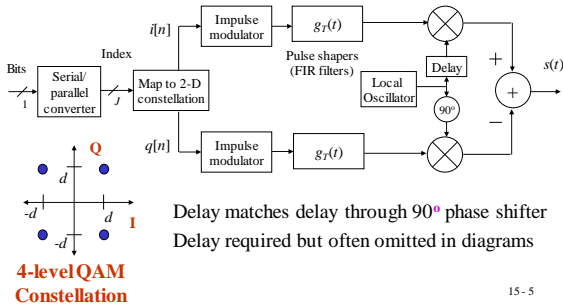 i[n]
Impulse
modulator
g_T(t)
Pulse shapers
(FIR filters)
Bits
1
Serial/
parallel
converter
Index
J
Map to 2-D
constellation
Local
Oscillator
Delay
90°
+
+
−
s(t)
q[n]
Impulse
modulator
g_T(t)
Q
d
-d
d
I
-d
4-level QAM
Constellation
Delay matches delay through 90° phase shifter
Delay required but often omitted in diagrams
15 - 5